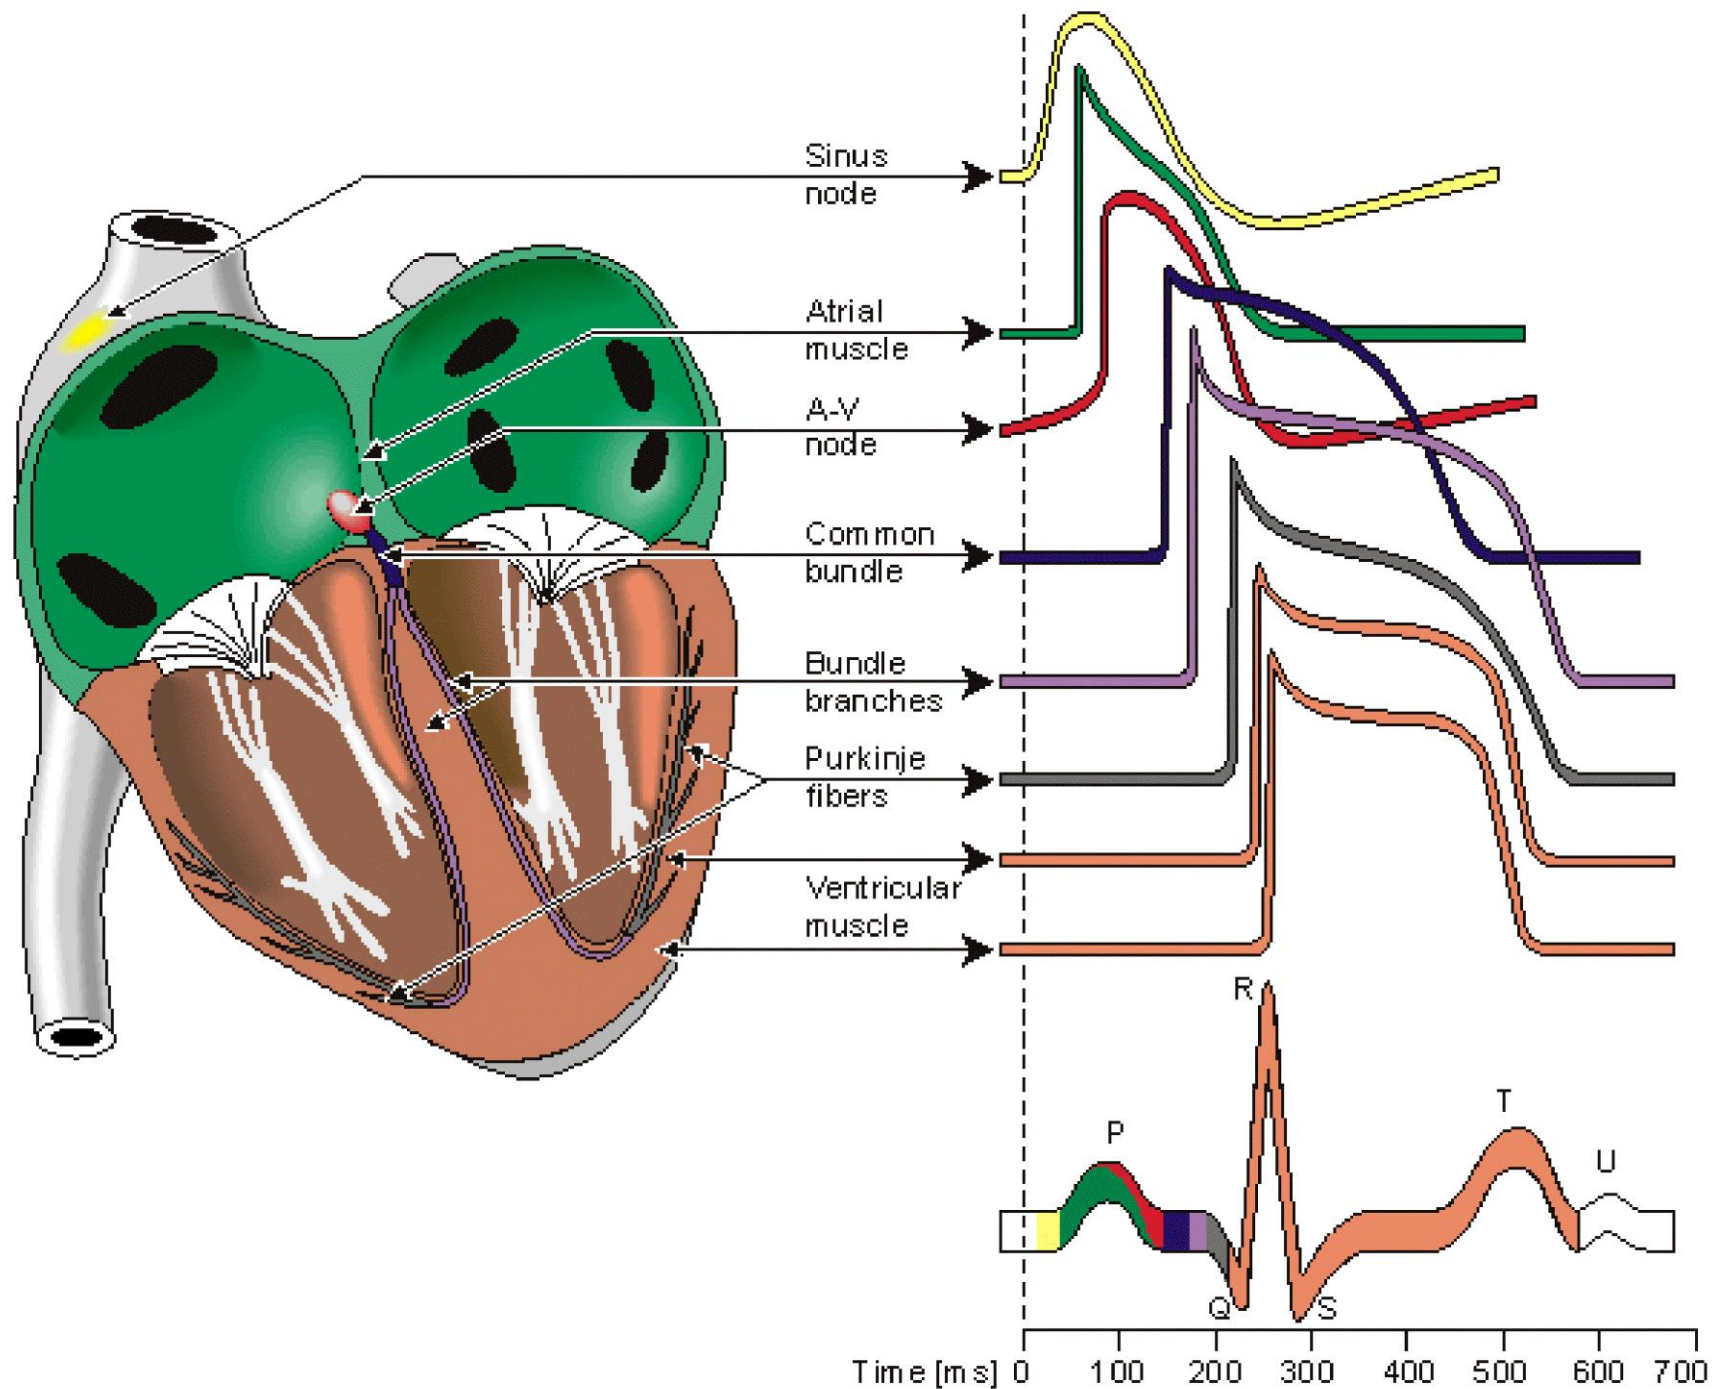 Sinus
node
Atrial
muscle
A-V
node
Common
bundle
Bundle
branches
Purkinje
fibers
Ventricular
muscle
R
P
T
U
Q
S
Time [ms] 0 100 200 300 400 500 600 700